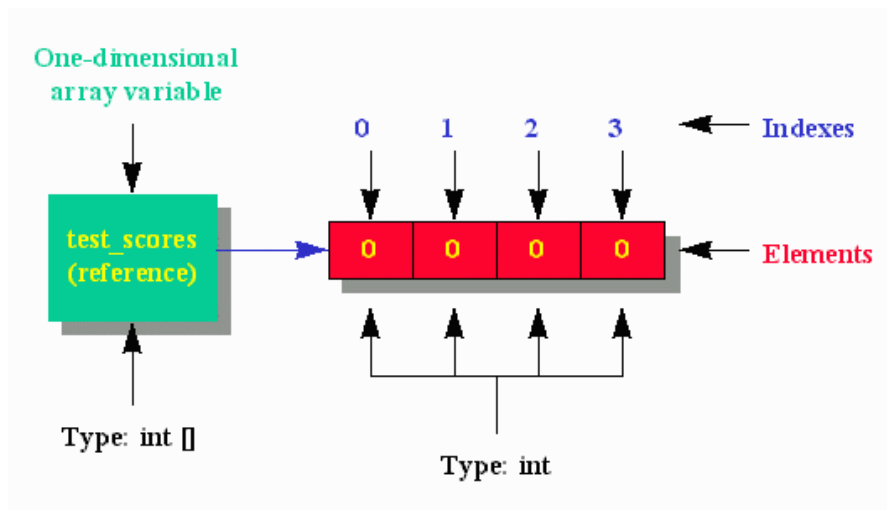 One-dimensional
array variable
0 1 2 3
Indexes
test_scores
(reference)
0 0 0 0
Elements
Type: int []
Type: int